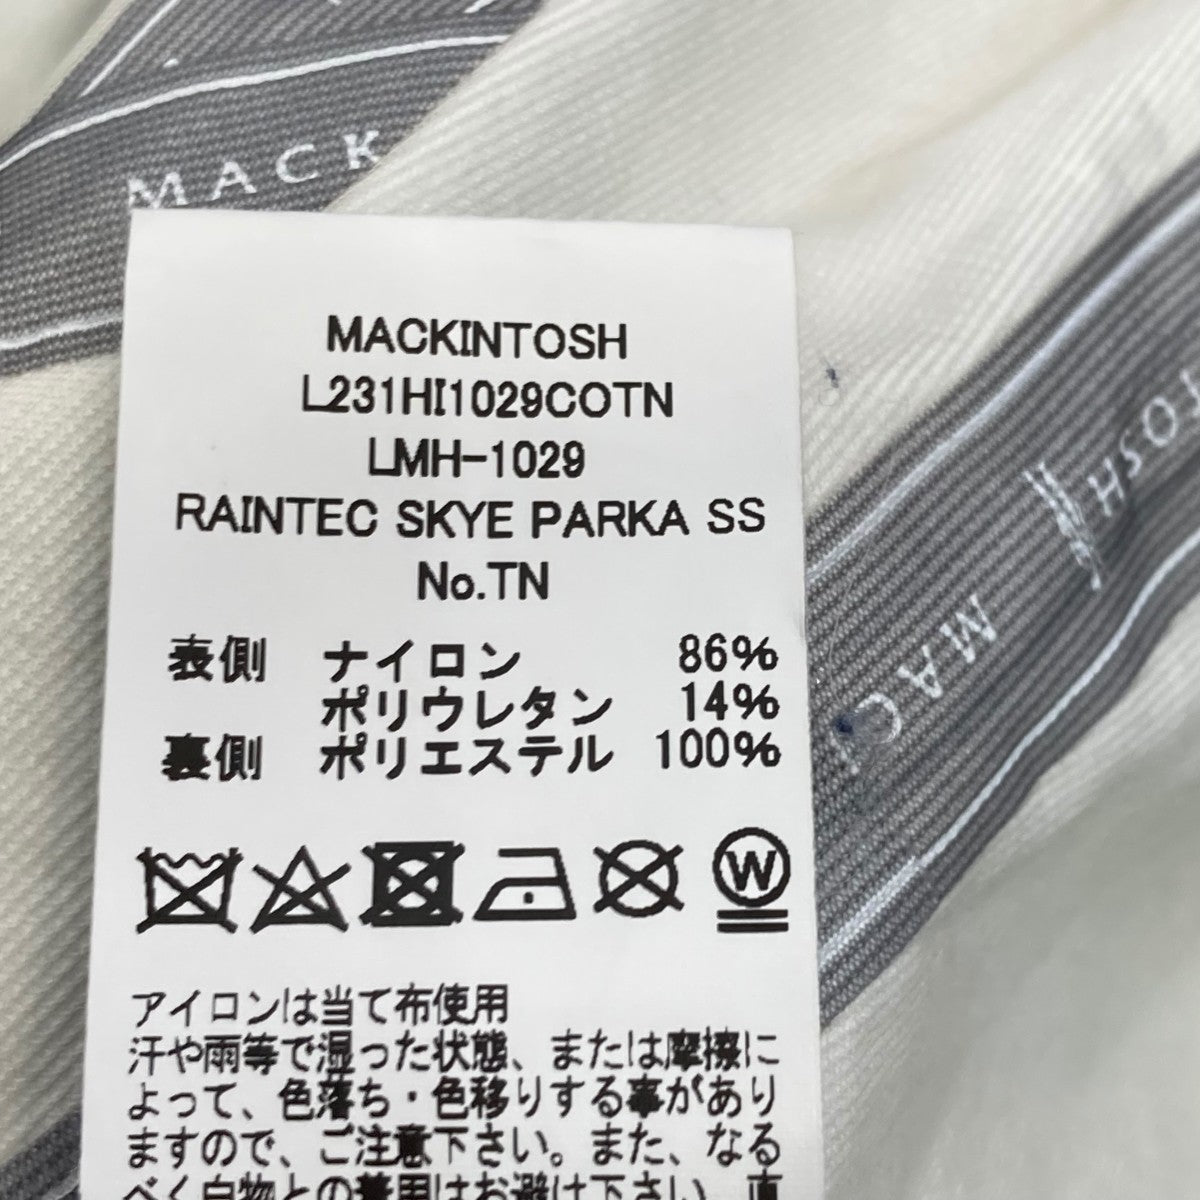 MACK
MACKINTOSH
L231HI1029COTN
LMH-1029
RAINTEC SKYE PARKA SS
No.TN
表側 ナイロン 86%
ポリウレタン 14%
裏側 ポリエステル 100%
W
アイロンは当て布使用
汗や雨等で湿った状態、または摩擦に
よって、色落ち・色移りする事があり
ますので、ご注意下さい。また、なる
べく白物との着用はお避け下さい。直
TOSH
MAC